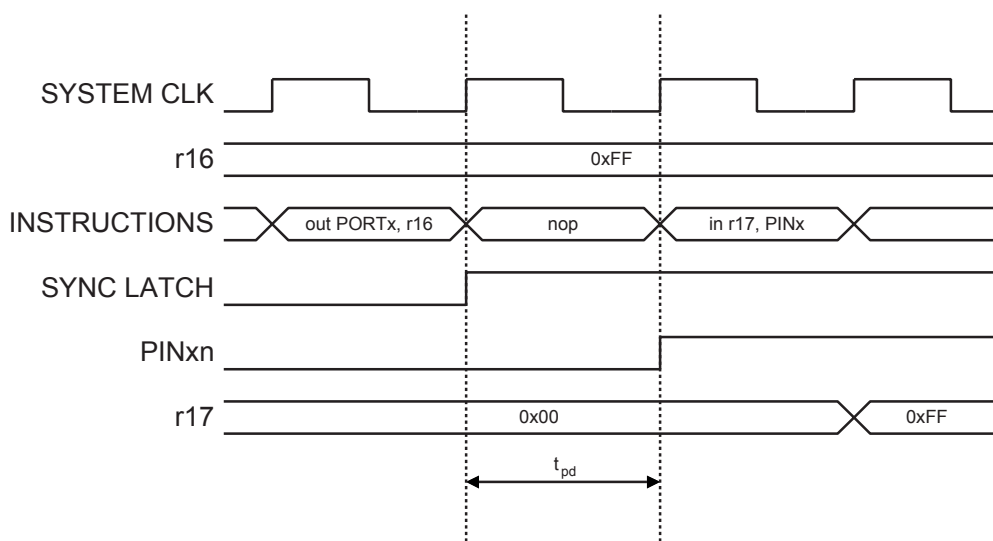 SYSTEM CLK
r16
0xFF
INSTRUCTIONS
out PORTx, r16
nop
in r17, PINx
SYNC LATCH
PINxn
r17
0x00
0xFF
tpd